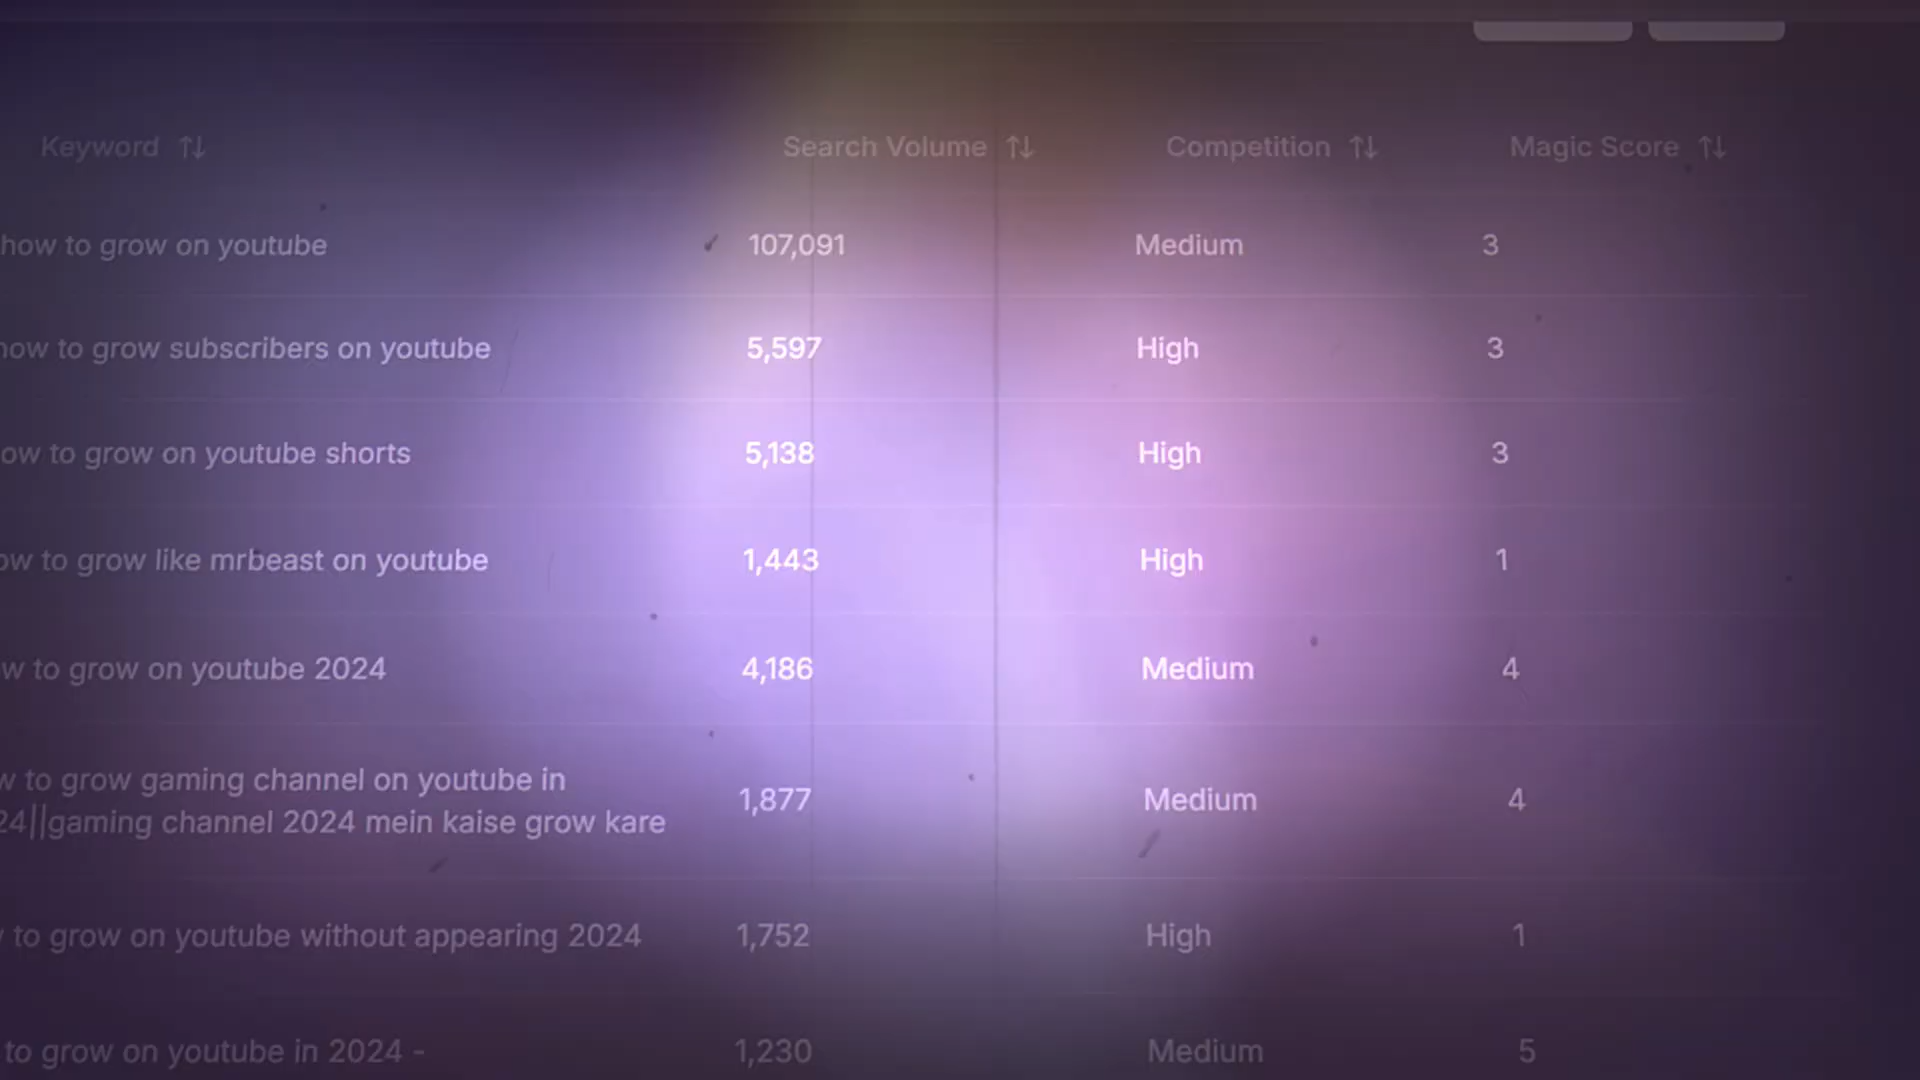 Keyword Search Volume Competition Magic Score
how to grow on youtube 107,091 Medium 3
how to grow subscribers on youtube 5,597 High 3
ow to grow on youtube shorts 5,138 High 3
ow to grow like mrbeast on youtube 1,443 High 1
w to grow on youtube 2024 4,186 Medium 4
w to grow gaming channel on youtube in
24||gaming channel 2024 mein kaise grow kare 1,877 Medium 4
to grow on youtube without appearing 2024 1,752 High 1
to grow on youtube in 2024 - 1,230 Medium 5